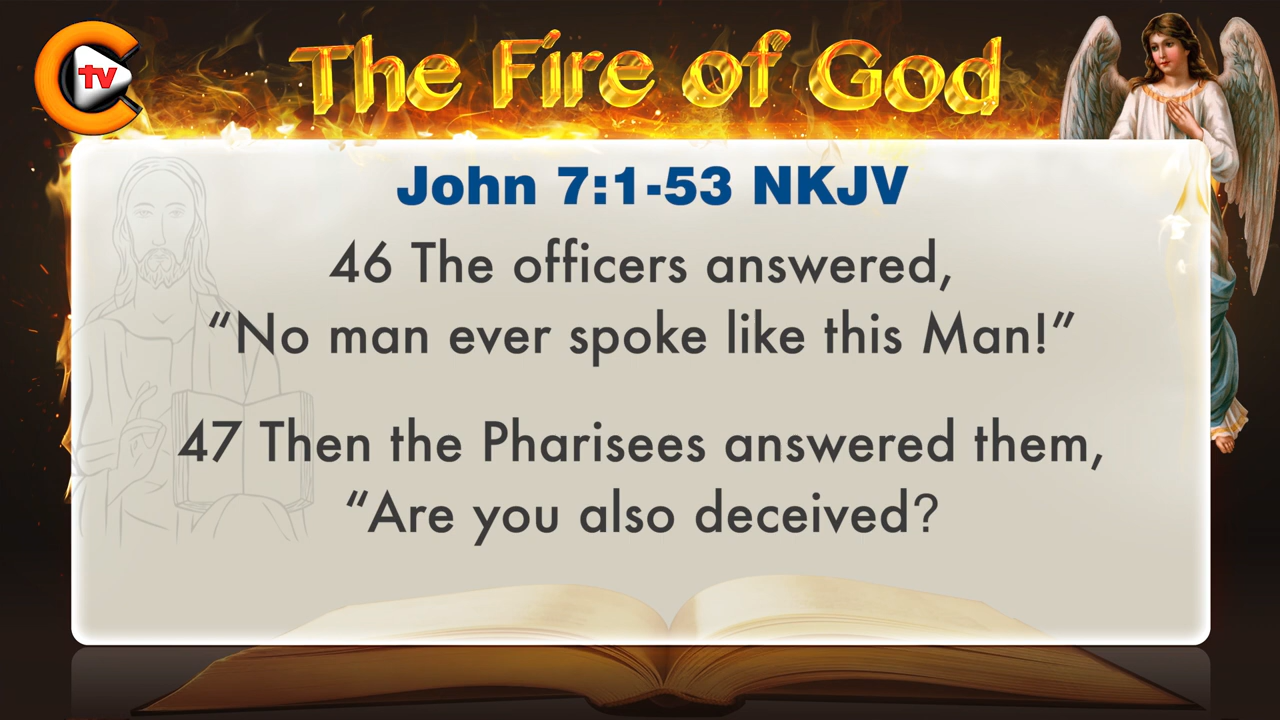 tv
The Fire of God
John 7:1-53 NKJV
46 The officers answered,
“No man ever spoke like this Man!”
47 Then the Pharisees answered them,
“Are you also deceived?